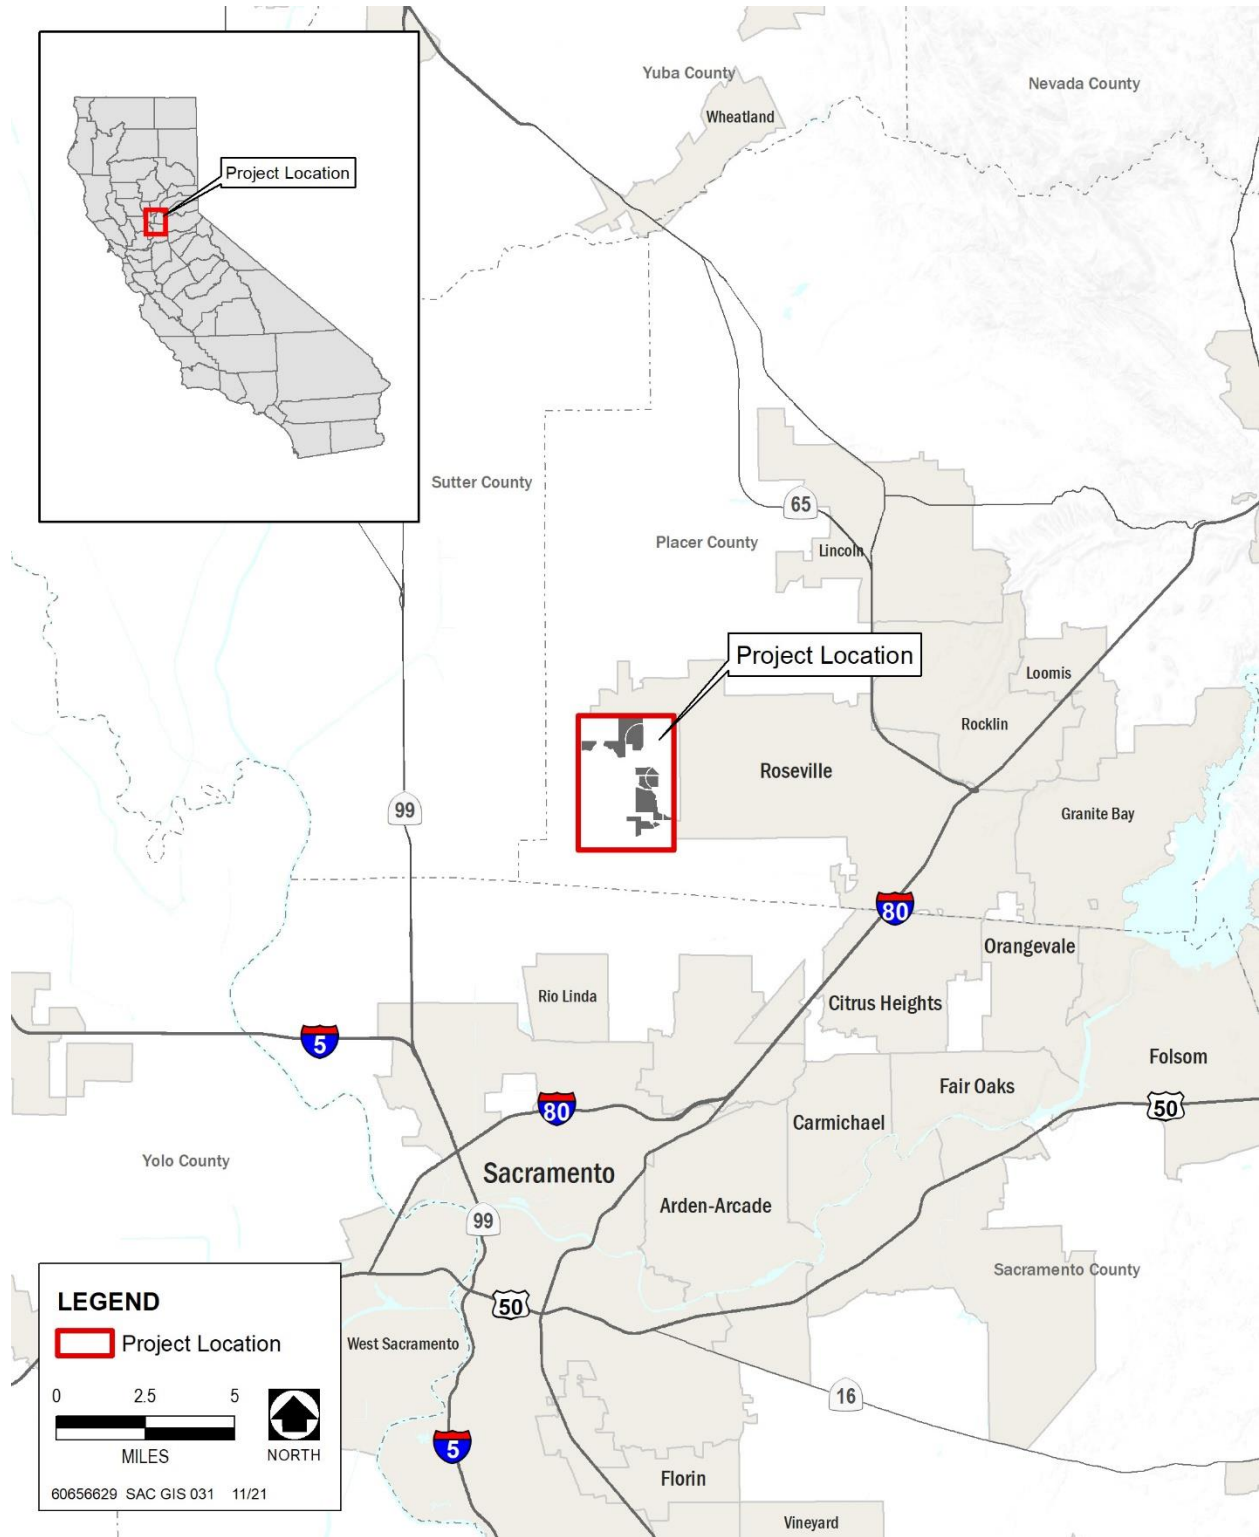 Yuba County
Nevada County
Wheatland
Project Location
Sutter County
65
Placer County
Lincoln
Project Location
Loomis
Rocklin
Roseville
99
Granite Bay
80
Orangevale
Rio Linda
Citrus Heights
5
Folsom
Fair Oaks
80
50
Carmichael
Yolo County
Sacramento
Arden-Arcade
99
Sacramento County
50
West Sacramento
16
5
Florin
Vineyard
LEGEND
Project Location
0 2.5 5
MILES
NORTH
60656629 SAC GIS 031 11/21